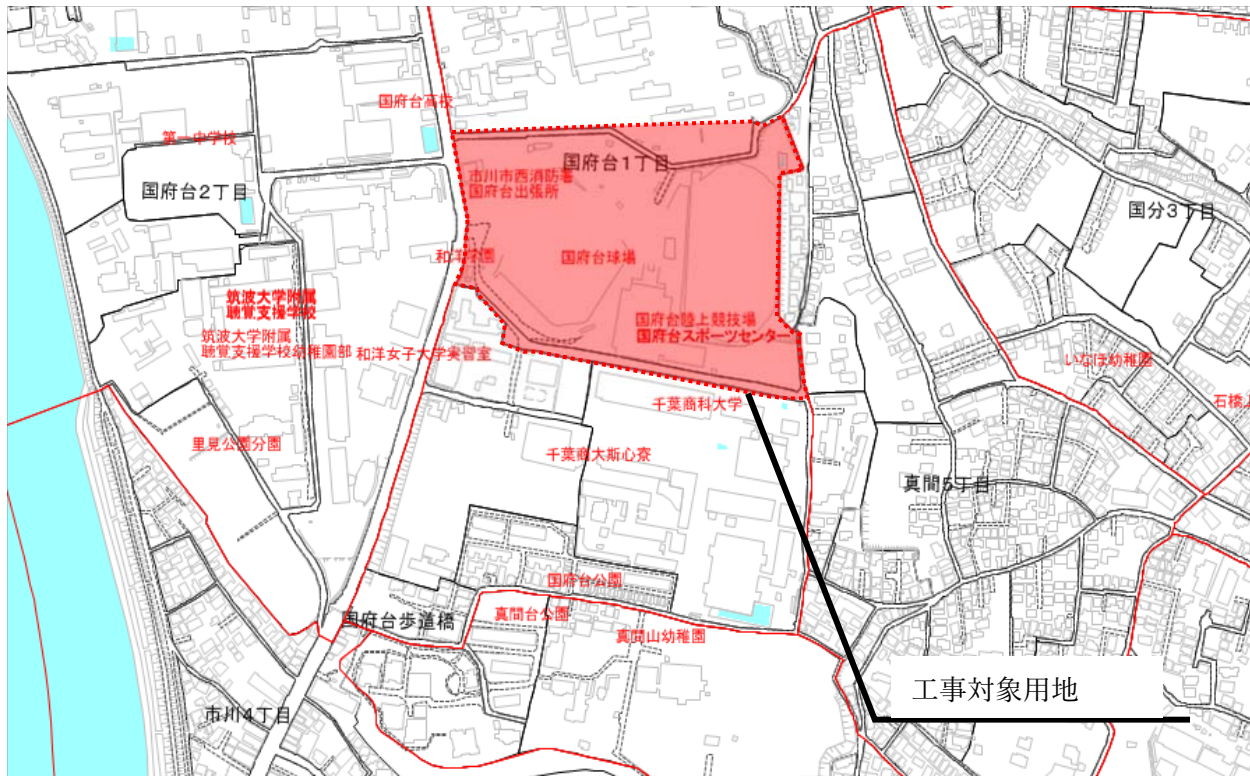 国府台高校
第一中学校
国府台1丁目
市川市西消防署
国府台出張所
国府台2丁目
国分3丁目
和洋学園
国府台球場
筑波大学附属
聴覚支援学校
国府台陸上競技場
国府台スポーツセンター
筑波大学附属
聴覚支援学校幼稚園部
和洋女子大学実習室
いなほ幼稚園
石橋
千葉商科大学
里見公園分園
千葉商大斯心寮
真間5丁目
国府台公園
国府台歩道橋
真間台公園
真間山幼稚園
工事対象用地
市川4丁目